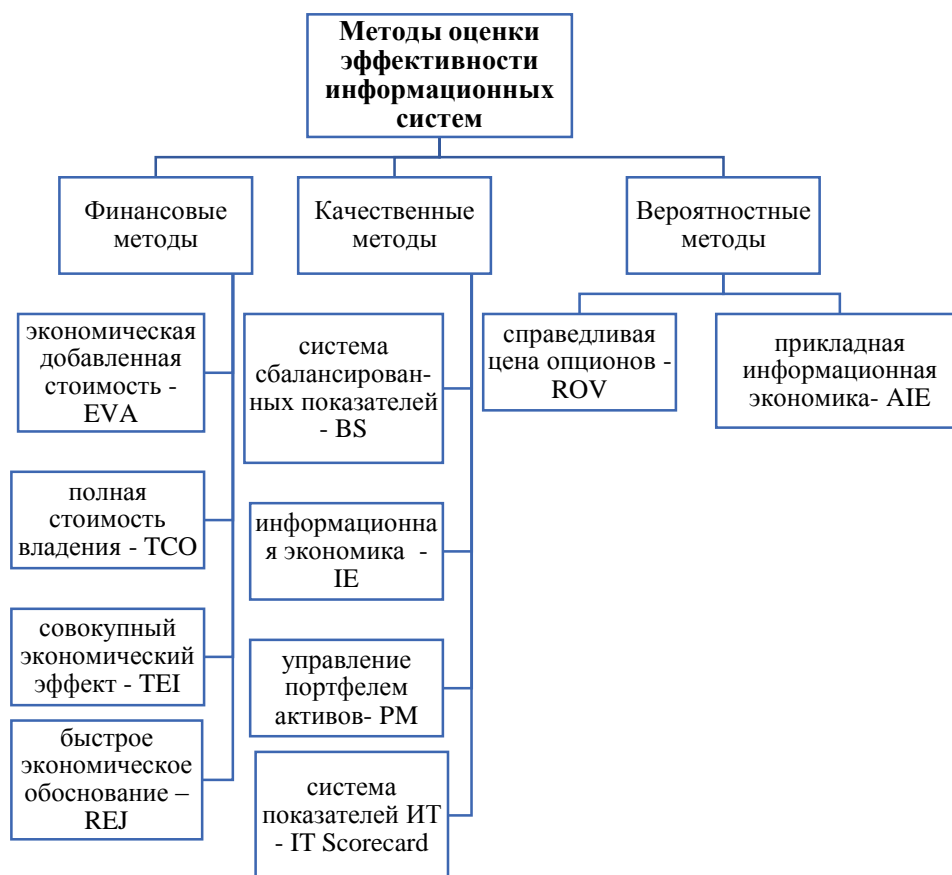 Методы оценки
эффективности
информационных
систем
Финансовые
методы
Качественные
методы
Вероятностные
методы
экономическая
добавленная
стоимость -
EVA
полная
стоимость
владения - TCO
совокупный
экономический
эффект - TEI
быстрое
экономическое
обоснование –
REJ
система
сбалансирован-
ных показателей
- BS
информационна
я экономика  -
IE
управление
портфелем
активов- PM
система
показателей ИТ
- IT Scorecard
справедливая
цена опционов -
ROV
прикладная
информационная
экономика- AIE